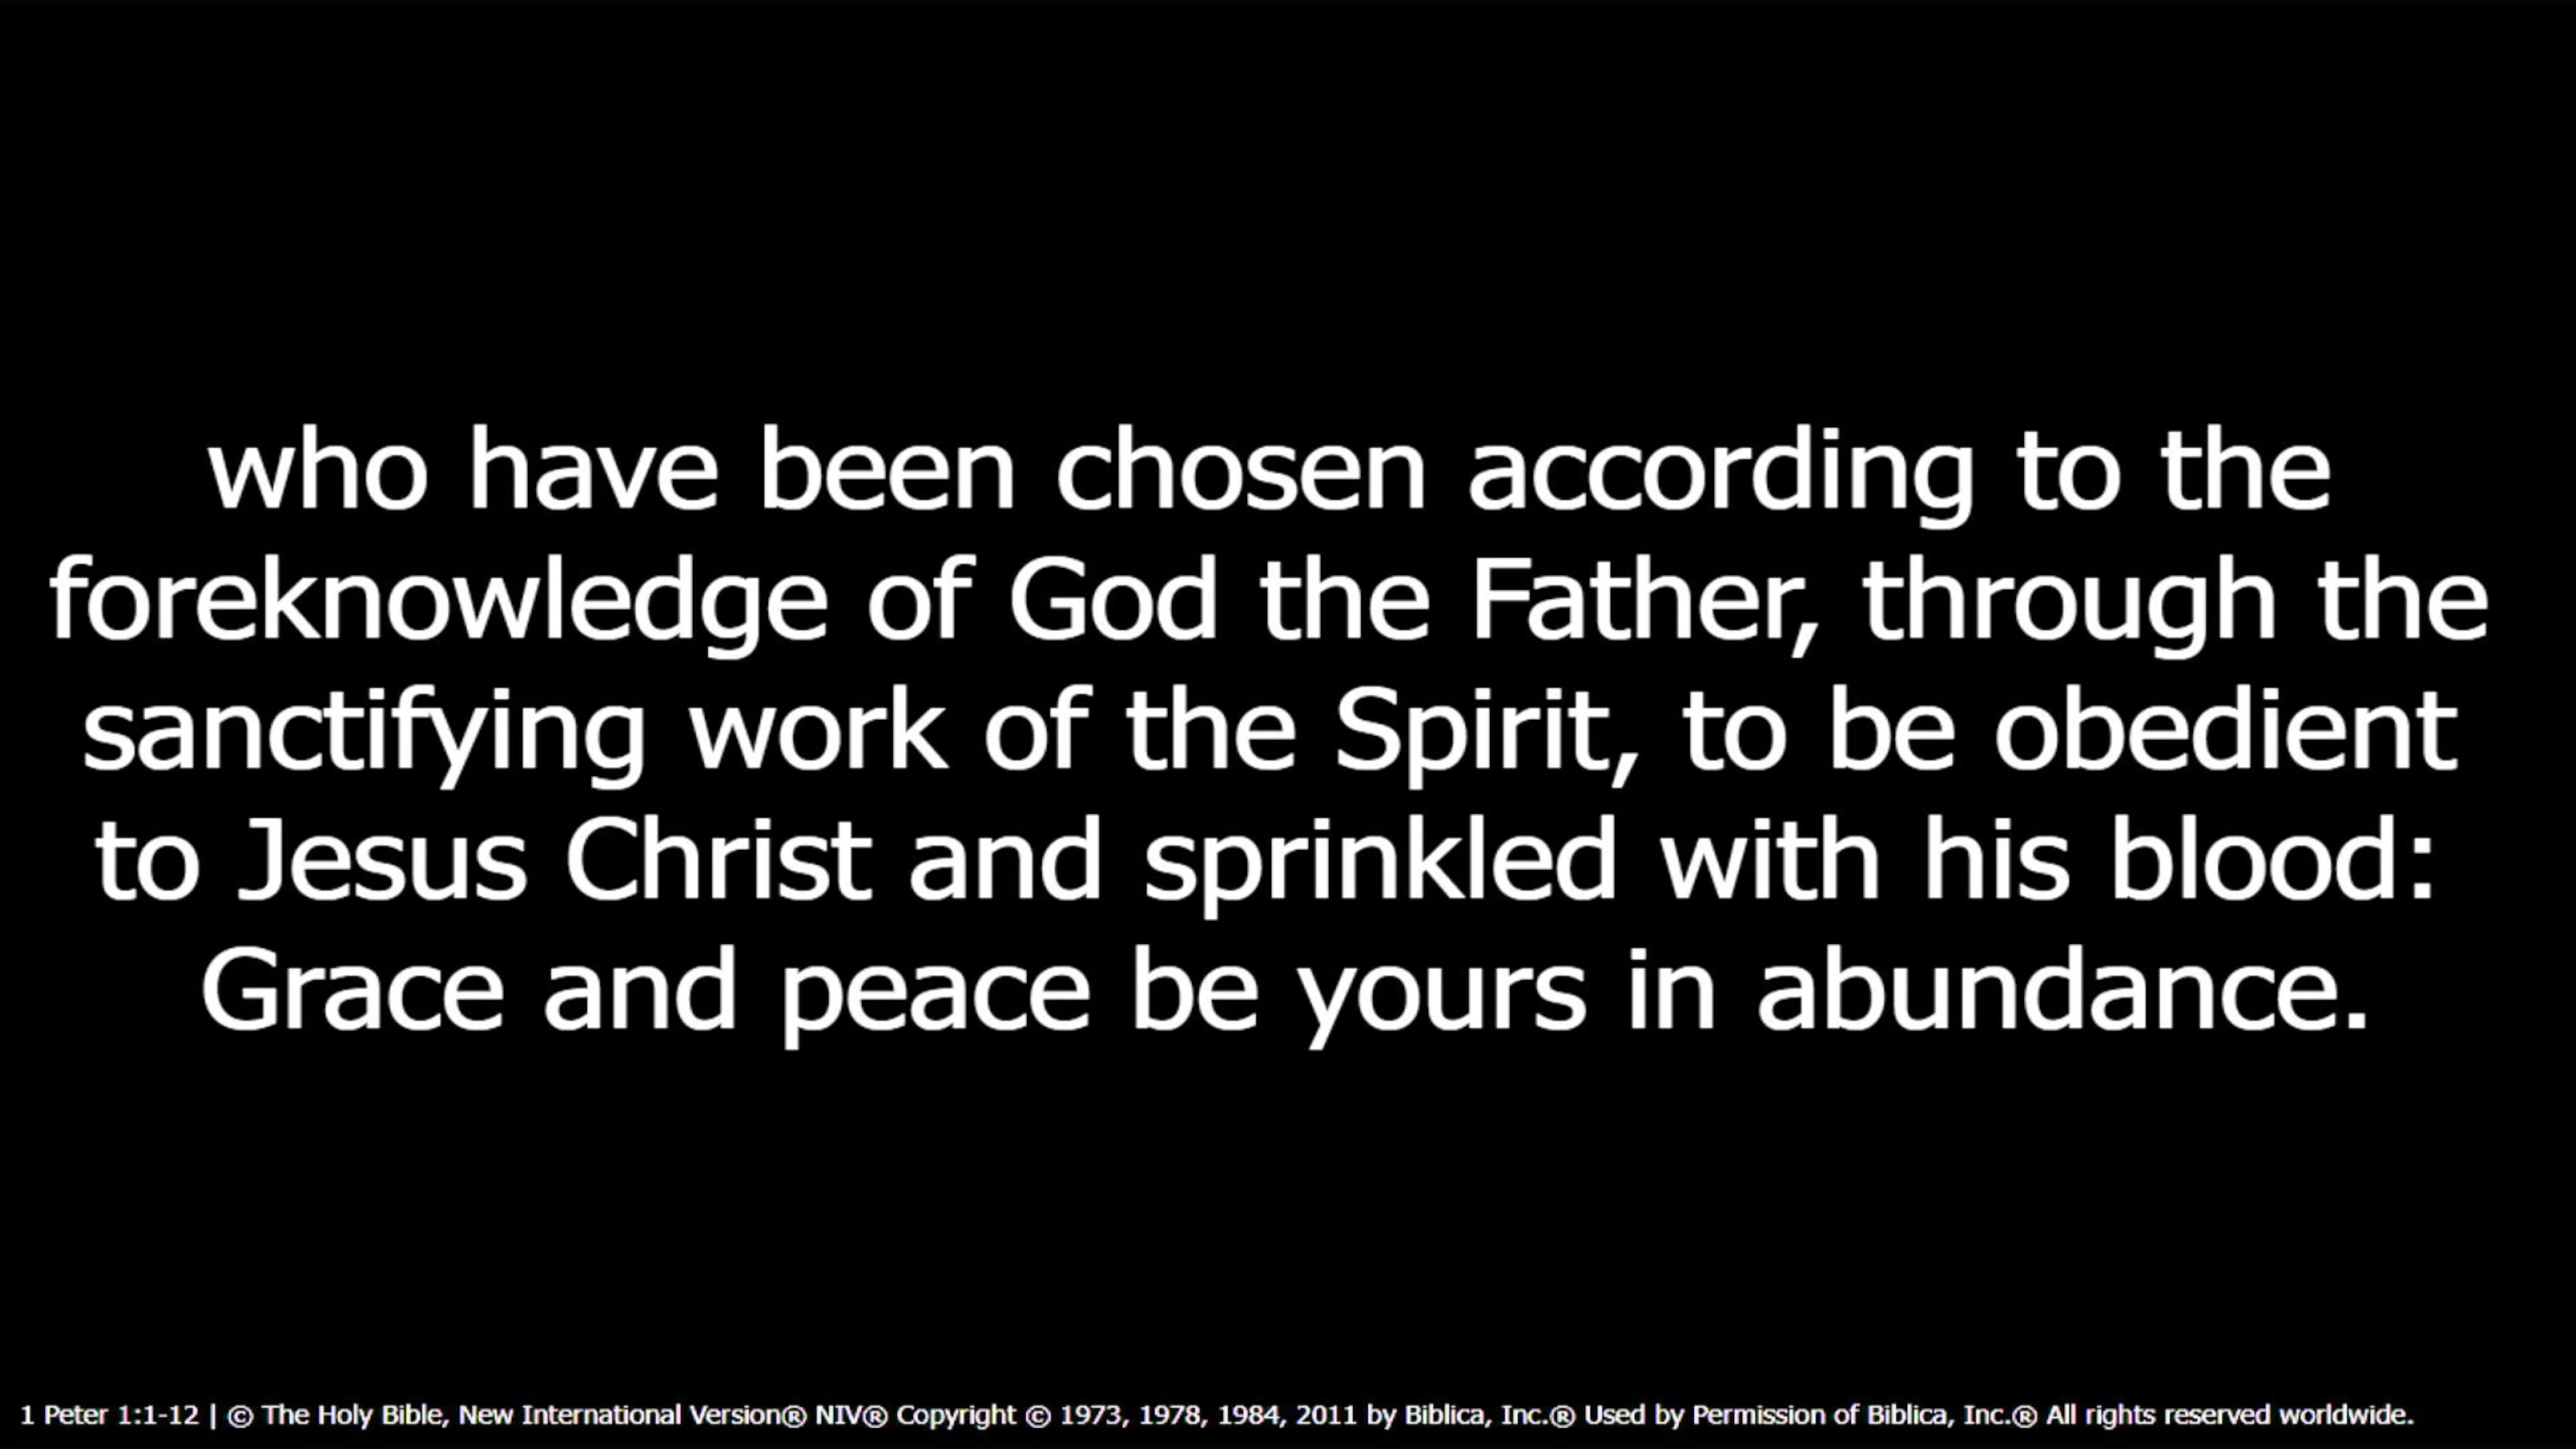 who have been chosen according to the
foreknowledge of God the Father, through the
sanctifying work of the Spirit, to be obedient
to Jesus Christ and sprinkled with his blood:
Grace and peace be yours in abundance.
1 Peter 1:1-12 | © The Holy Bible, New International Version® NIV® Copyright © 1973, 1978, 1984, 2011 by Biblica, Inc.® Used by Permission of Biblica, Inc.® All rights reserved worldwide.